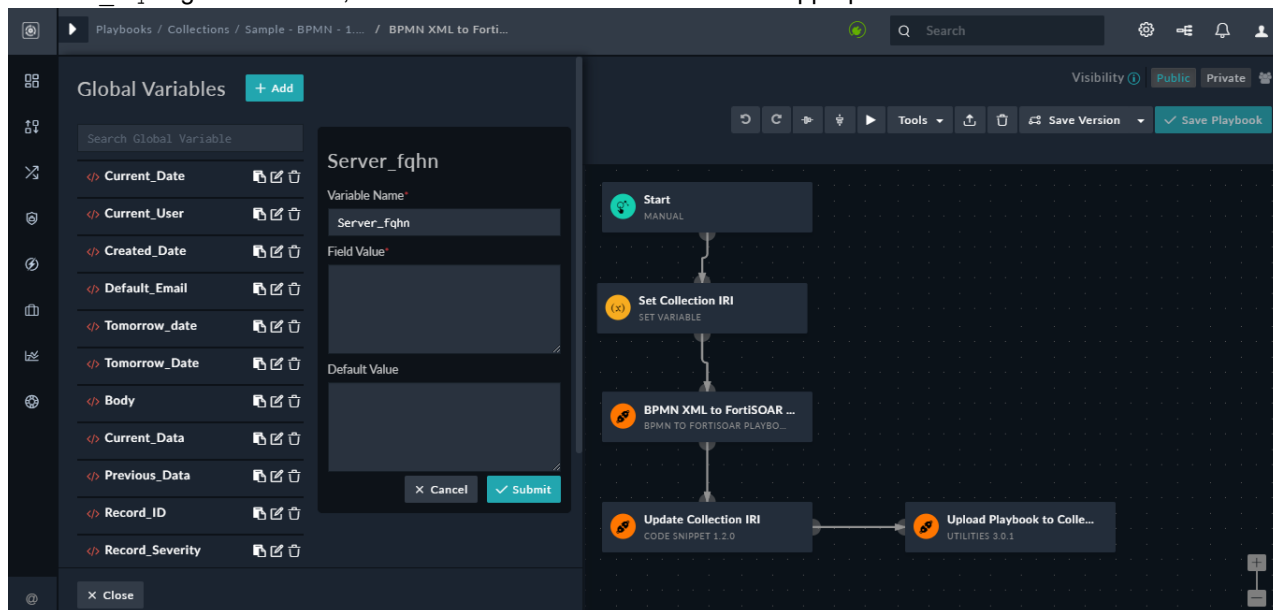 Playbooks / Collections / Sample - BPMN - 1.... / BPMN XML to Forti...
Search
Global Variables
+ Add
Visibility
Public
Private
Search Global Variable
Tools
Save Version
Save Playbook
</> Current_Date
</> Current_User
</> Created_Date
</> Default_Email
</> Tomorrow_date
</> Tomorrow_Date
</> Body
</> Current_Data
</> Previous_Data
</> Record_ID
</> Record_Severity
× Close
@
Server_fqhn
Variable Name*
Server_fqhn
Field Value*
Default Value
× Cancel
Submit
Start
MANUAL
(x)
Set Collection IRI
SET VARIABLE
BPMN XML to FortiSOAR ...
BPMN TO FORTISOAR PLAYBO...
Update Collection IRI
CODE SNIPPET 1.2.0
Upload Playbook to Colle...
UTILITIES 3.0.1